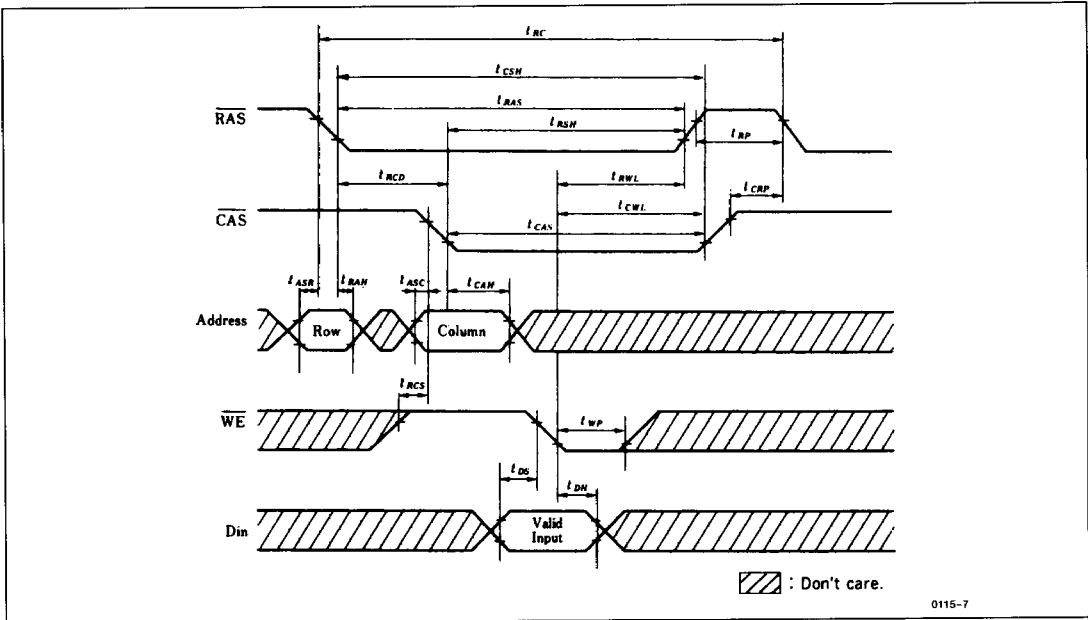 tRC
tCSH
tRAS
RAS
tRSH
tRP
tRCD
tRWL
tCRP
CAS
tCWL
tCAS
tASR
tRAH
tASC
tCAH
Address
Row
Column
tRCS
WE
tWP
tDS
tDH
Din
Valid
Input
: Don't care.
0115-7